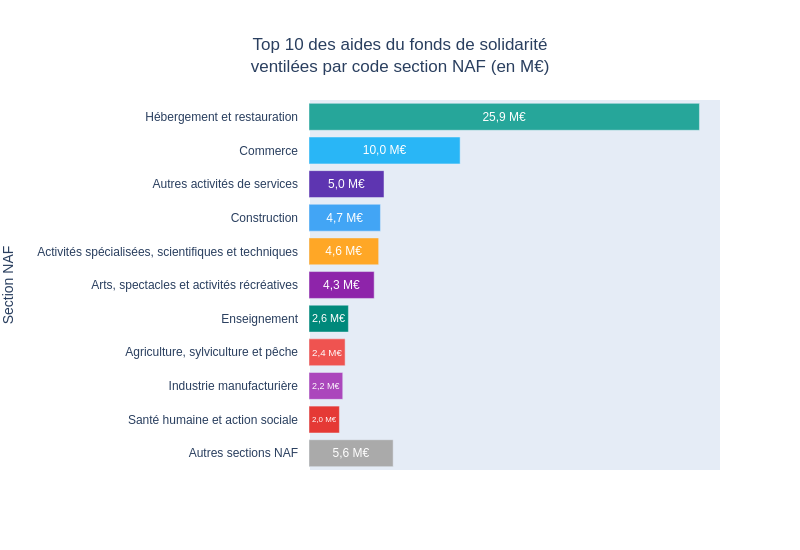 Top 10 des aides du fonds de solidarité
ventilées par code section NAF (en M€)
Section NAF
Hébergement et restauration 25,9 M€
Commerce 10,0 M€
Autres activités de services 5,0 M€
Construction 4,7 M€
Activités spécialisées, scientifiques et techniques 4,6 M€
Arts, spectacles et activités récréatives 4,3 M€
Enseignement 2,6 M€
Agriculture, sylviculture et pêche 2,4 M€
Industrie manufacturière 2,2 M€
Santé humaine et action sociale 2,0 M€
Autres sections NAF 5,6 M€